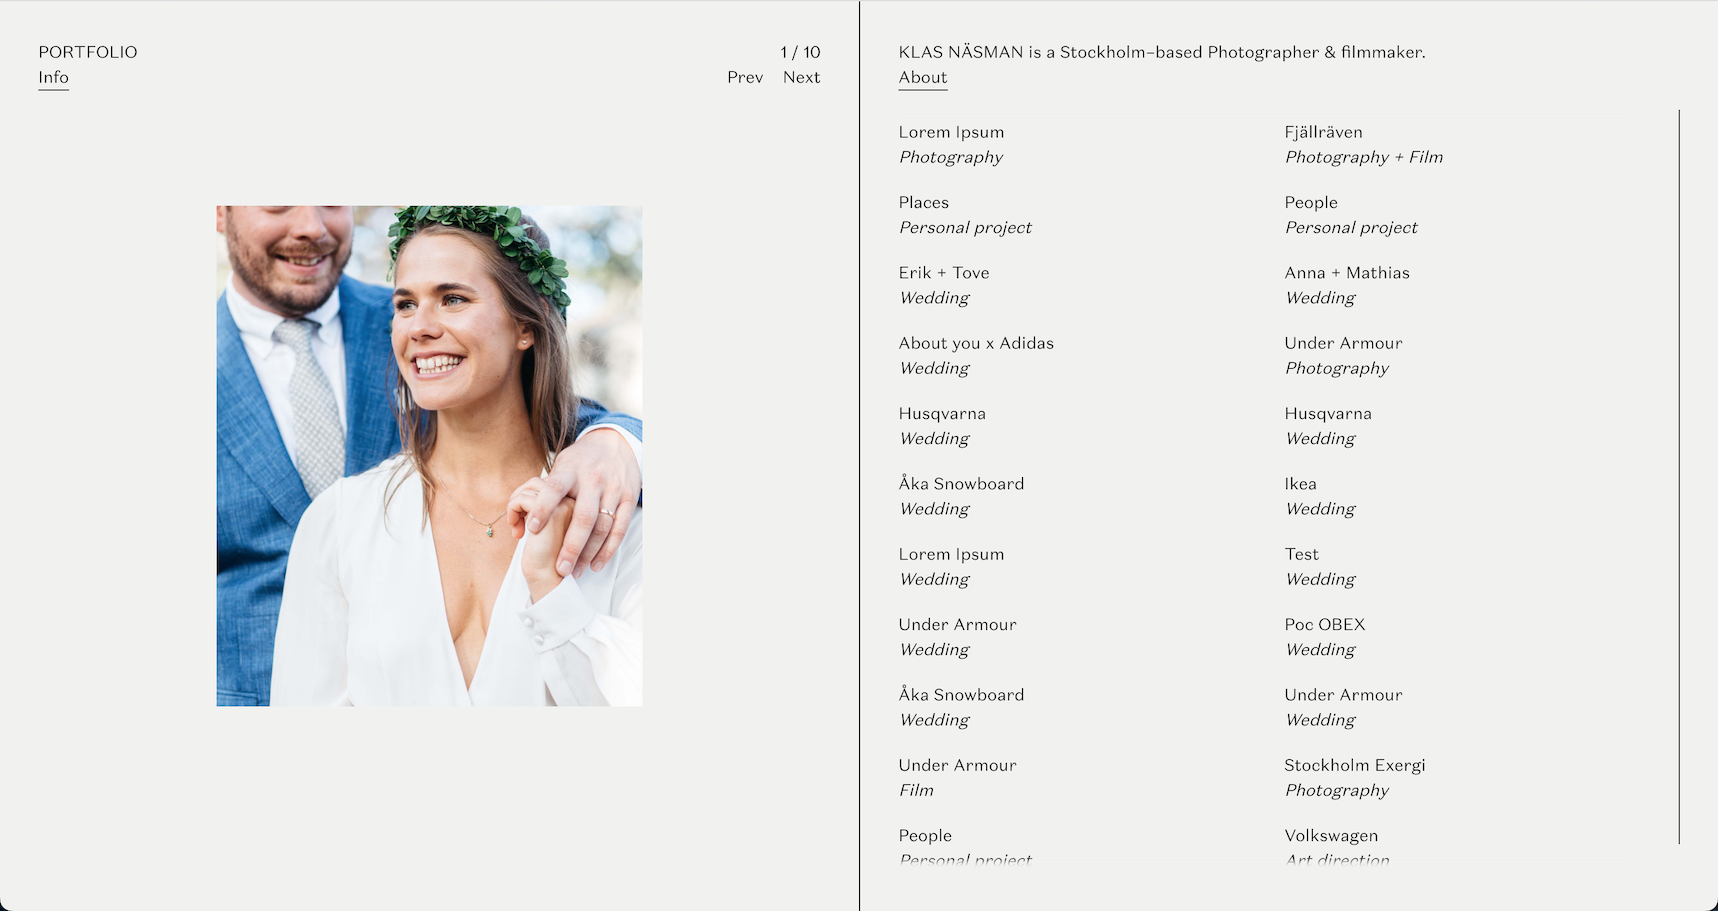 PORTFOLIO
Info
1 / 10
Prev Next
KLAS NÄSMAN is a Stockholm–based Photographer & filmmaker.
About
Lorem Ipsum
Photography
Fjällräven
Photography + Film
Places
Personal project
People
Personal project
Erik + Tove
Wedding
Anna + Mathias
Wedding
About you x Adidas
Wedding
Under Armour
Photography
Husqvarna
Wedding
Husqvarna
Wedding
Åka Snowboard
Wedding
Ikea
Wedding
Lorem Ipsum
Wedding
Test
Wedding
Under Armour
Wedding
Poc OBEX
Wedding
Åka Snowboard
Wedding
Under Armour
Wedding
Under Armour
Film
Stockholm Exergi
Photography
People
Personal project
Volkswagen
Art direction